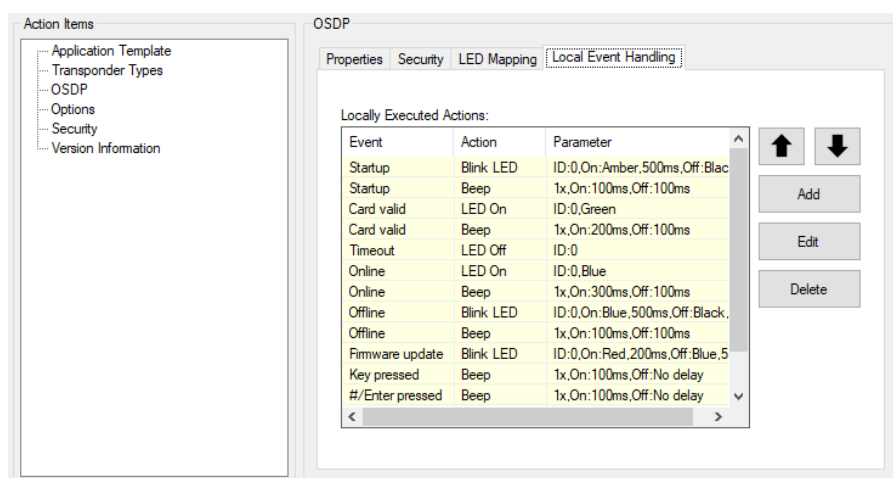 Action Items
Application Template
Transponder Types
OSDP
Options
Security
Version Information
OSDP
Properties Security LED Mapping Local Event Handling
Locally Executed Actions:
Event Action Parameter
Startup Blink LED ID:0,On:Amber,500ms,Off:Blac
Startup Beep 1x,On:100ms,Off:100ms
Card valid LED On ID:0,Green
Card valid Beep 1x,On:200ms,Off:100ms
Timeout LED Off ID:0
Online LED On ID:0,Blue
Online Beep 1x,On:300ms,Off:100ms
Offline Blink LED ID:0,On:Blue,500ms,Off:Black,
Offline Beep 1x,On:100ms,Off:100ms
Firmware update Blink LED ID:0,On:Red,200ms,Off:Blue,5
Key pressed Beep 1x,On:100ms,Off:No delay
#/Enter pressed Beep 1x,On:100ms,Off:No delay
Add
Edit
Delete